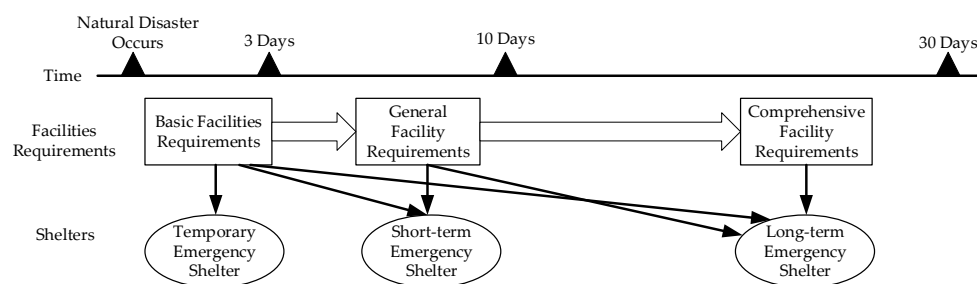 Natural Disaster
Occurs
3 Days
10 Days
30 Days
Time
Facilities
Requirements
Basic Facilities
Requirements
General
Facility
Requirements
Comprehensive
Facility
Requirements
Shelters
Temporary
Emergency
Shelter
Short-term
Emergency
Shelter
Long-term
Emergency
Shelter